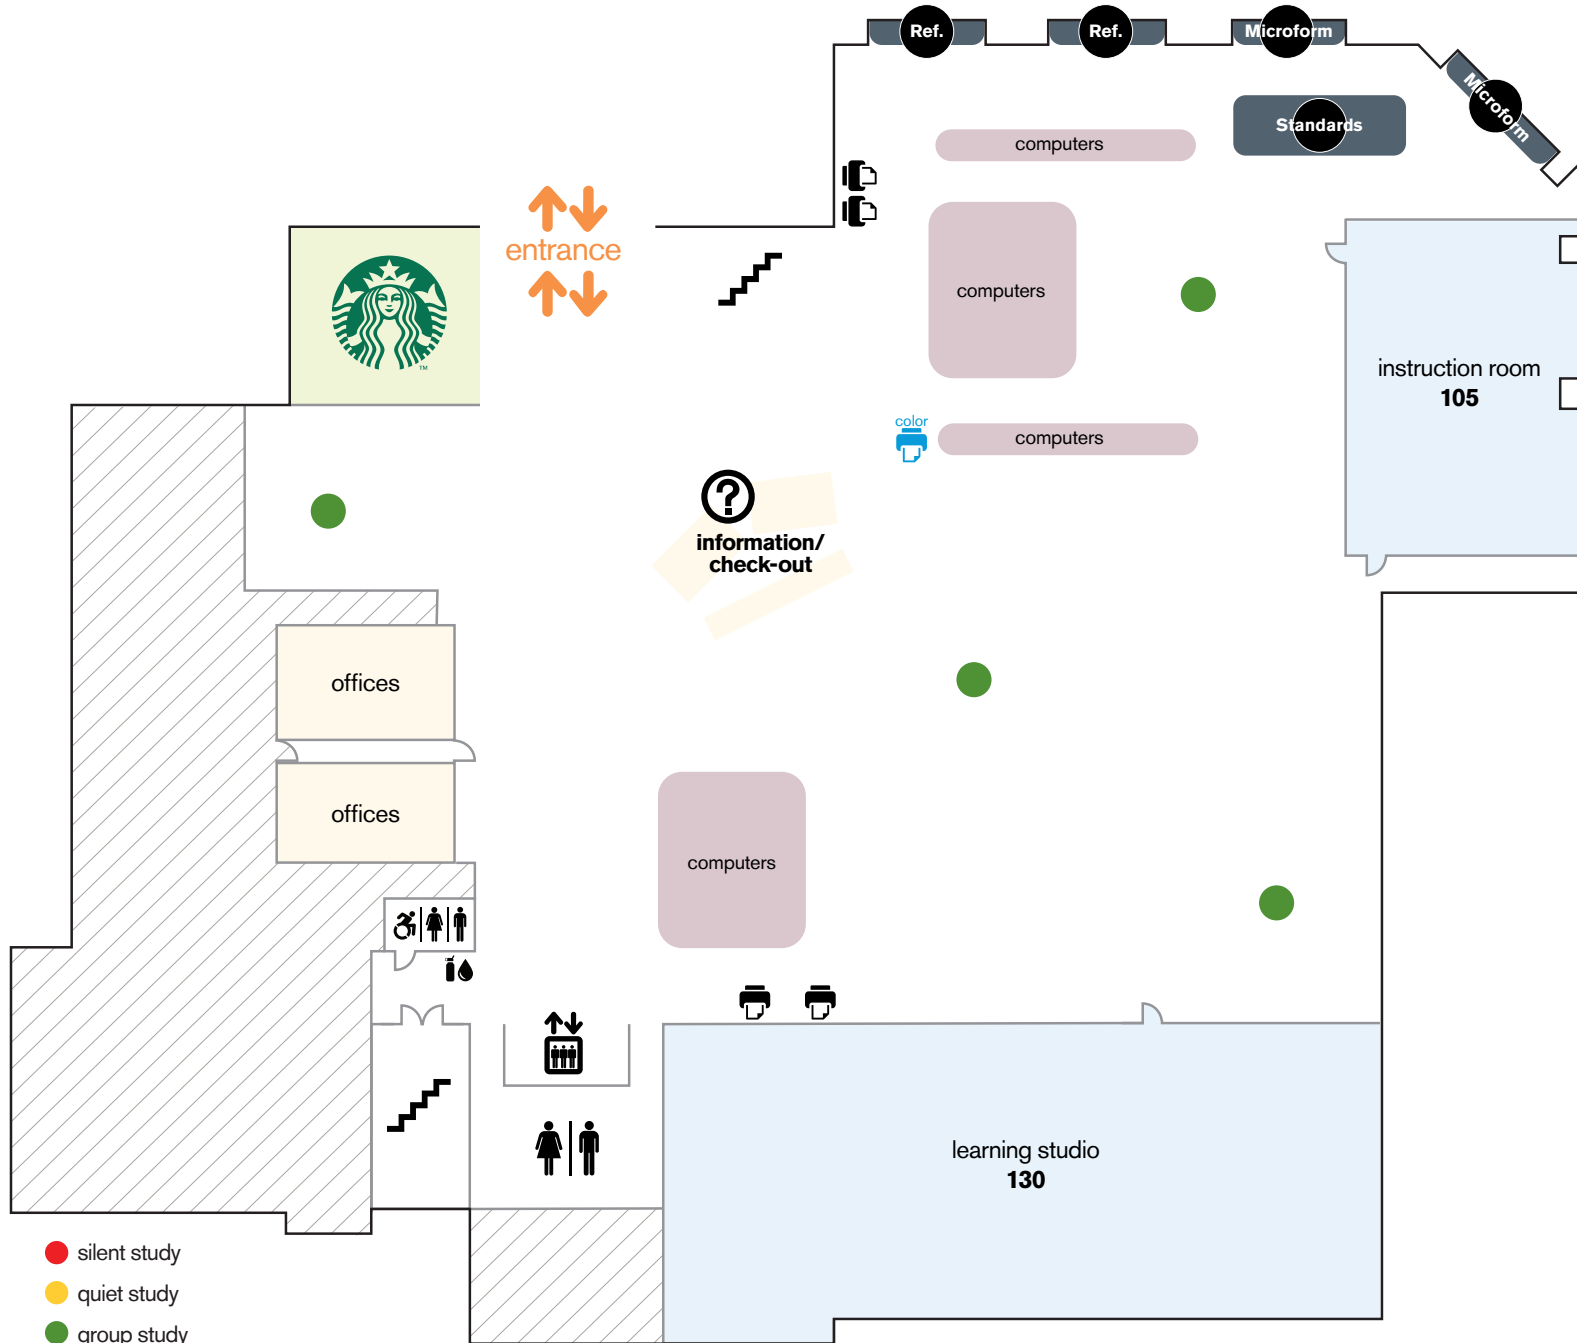 Ref.
Ref.
Microform
Microform
Standards
computers
entrance
computers
TM
instruction room
105
color
computers
information/
check-out
offices
offices
computers
learning studio
130
silent study
quiet study
group study